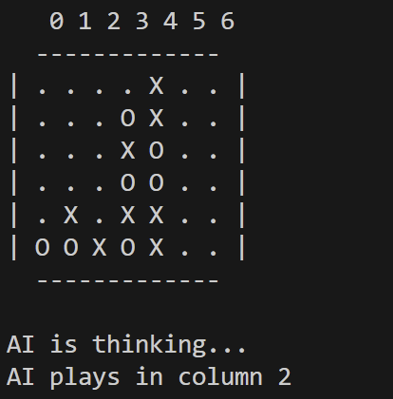 0 1 2 3 4 5 6
-------------
| . . . . X . . |
| . . . O X . . |
| . . . X O . . |
| . . . O O . . |
| . X . X X . . |
| O O X O X . . |
-------------
AI is thinking...
AI plays in column 2